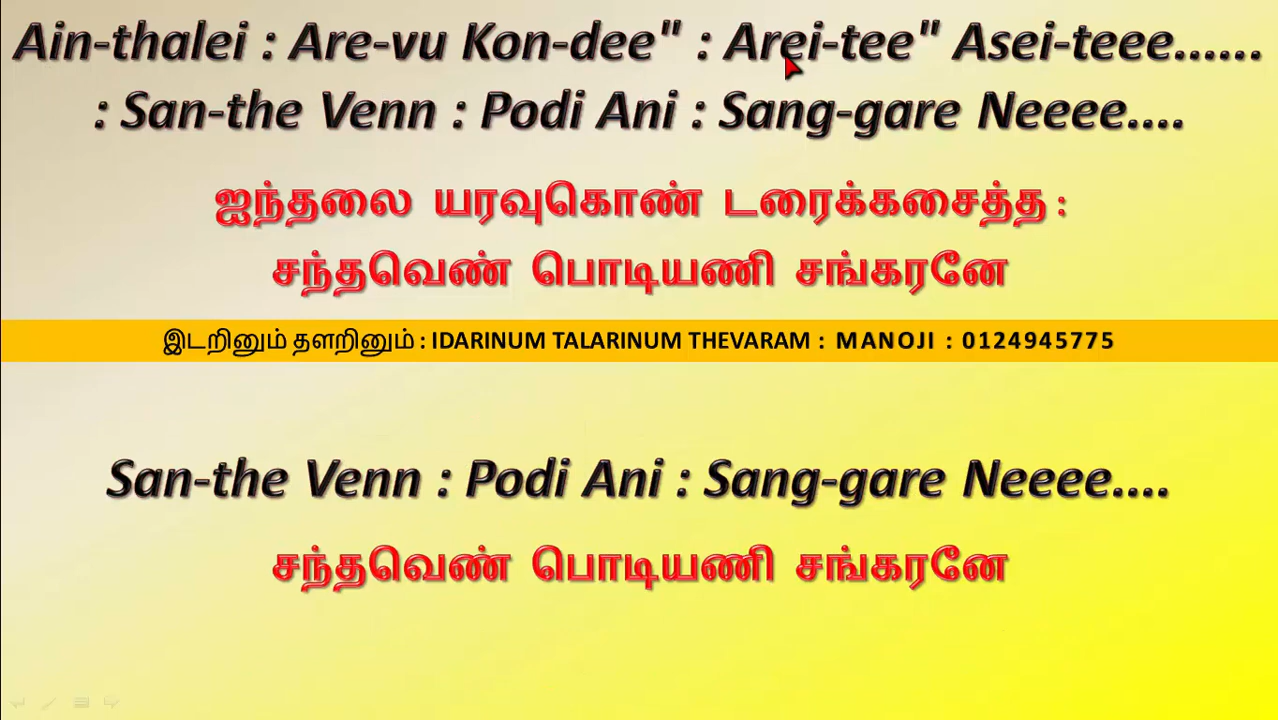 Ain-thalei : Are-vu Kon-dee" : Arei-tee" Asei-teee......
: San-the Venn : Podi Ani : Sang-gare Neeee....
ஐந்தலை யரவுகொண் டரைக்கசைத்த :
சந்தவெண் பொடியணி சங்கரனே
இடறினும் தளறினும் : IDARINUM TALARINUM THEVARAM : MANOJI : 0124945775
San-the Venn : Podi Ani : Sang-gare Neeee....
சந்தவெண் பொடியணி சங்கரனே